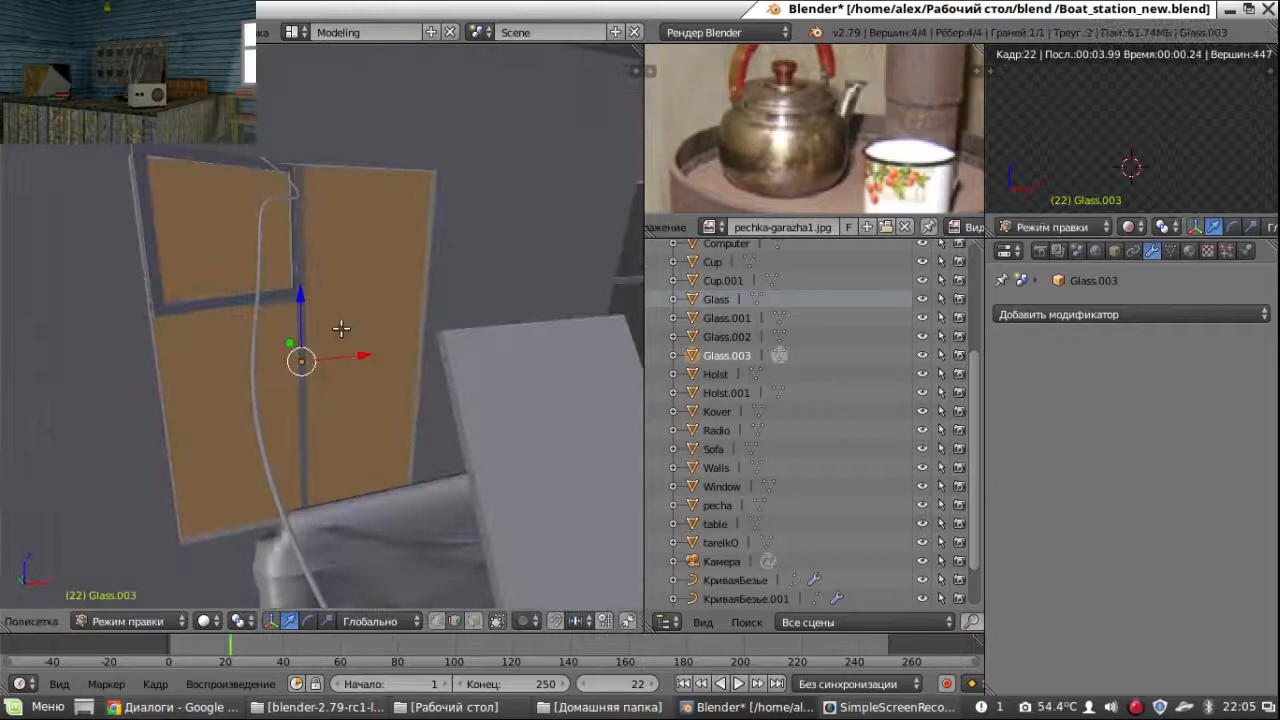 Blender* [/home/alex/Рабочий стол/blend /Boat_station_new.blend]
ка Modeling Scene Рендер Blender v2.79 | Вершин:4/4 | Рёбер:4/4 | Граней:1/1 | Треуг.:2 | Пам.:61.74МБ | Glass.003
Кадр:22 | Посл.:00:03.99 Время:00:00.24 | Вершин:447
(22) Glass.003
ражение pechka-garazha1.jpg F Вид
Режим правки Гл
Computer
Cup
Cup.001
Glass
Glass.001
Glass.002
Glass.003
Holst
Holst.001
Kover
Radio
Sofa
Walls
Window
pecha
table
tarelkO
Камера
КриваяБезье
КриваяБезье.001
Glass.003
Добавить модификатор
(22) Glass.003
Полисетка Режим правки Глобально
Вид Поиск Все сцены
-40 -20 0 20 40 60 80 100 120 140 160 180 200 220 240 260
Вид Маркер Кадр Воспроизведение Начало: 1 Конец: 250 22 Без синхронизации
Меню Диалоги - Google ... [blender-2.79-rc1-l... [Рабочий стол] [Домашняя папка] Blender* [/home/al... SimpleScreenReco... 1 54.4°C 22:05